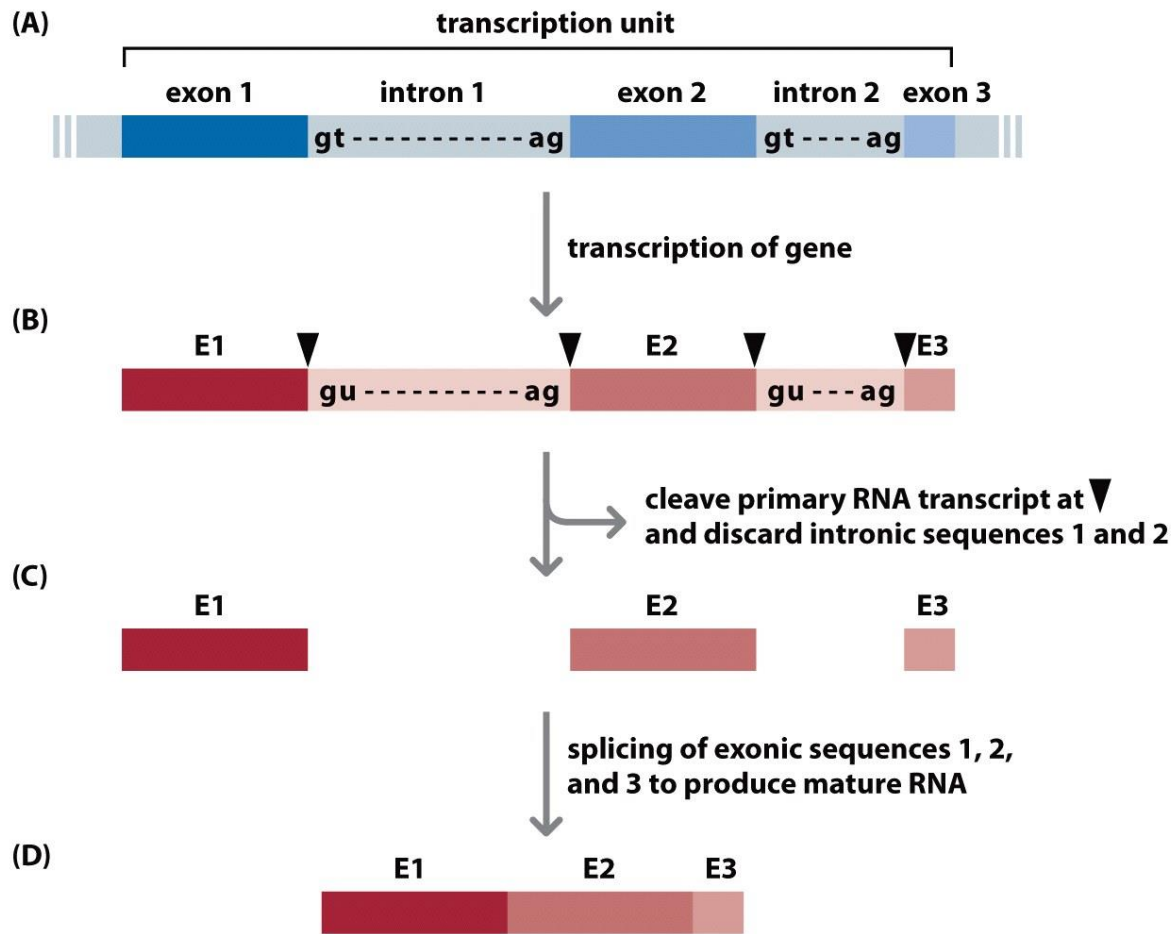 (A)
transcription unit
exon 1 intron 1 exon 2 intron 2 exon 3
gt - - - - - - - - - - - ag gt - - - - ag
transcription of gene
(B)
E1 E2 E3
gu - - - - - - - - - - ag gu - - - ag
cleave primary RNA transcript at ▼
and discard intronic sequences 1 and 2
(C)
E1 E2 E3
splicing of exonic sequences 1, 2,
and 3 to produce mature RNA
(D)
E1 E2 E3